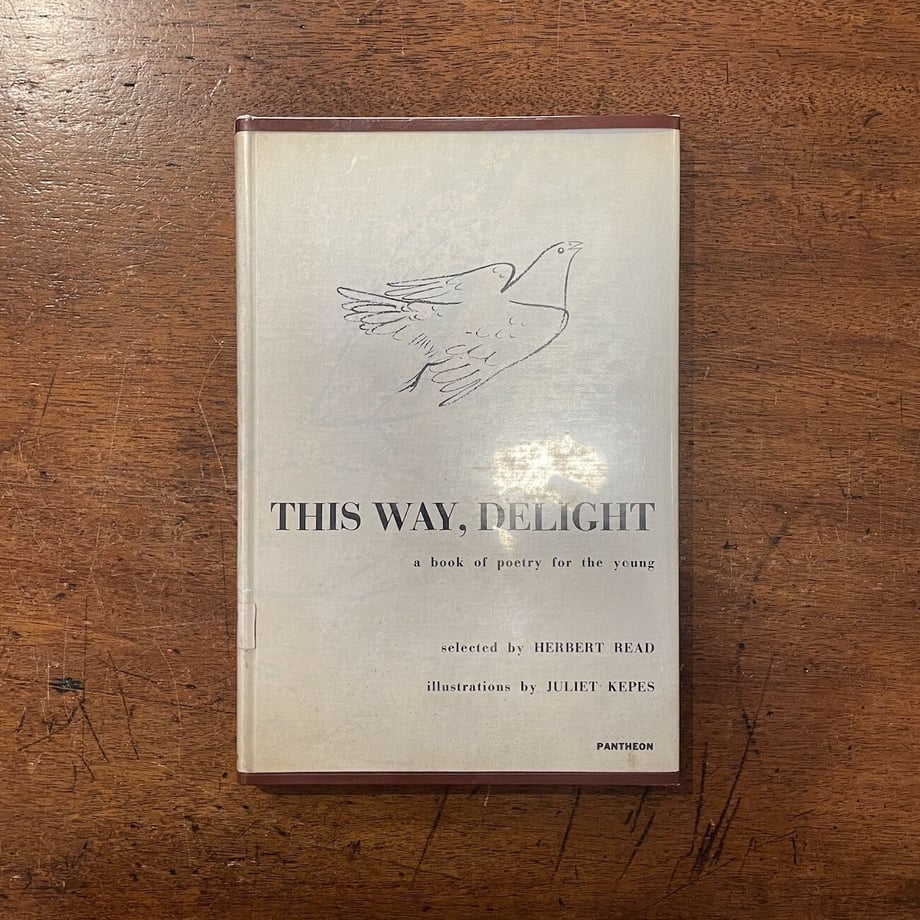 THIS WAY, DELIGHT
a book of poetry for the young
selected by HERBERT READ
illustrations by JULIET KEPES
PANTHEON